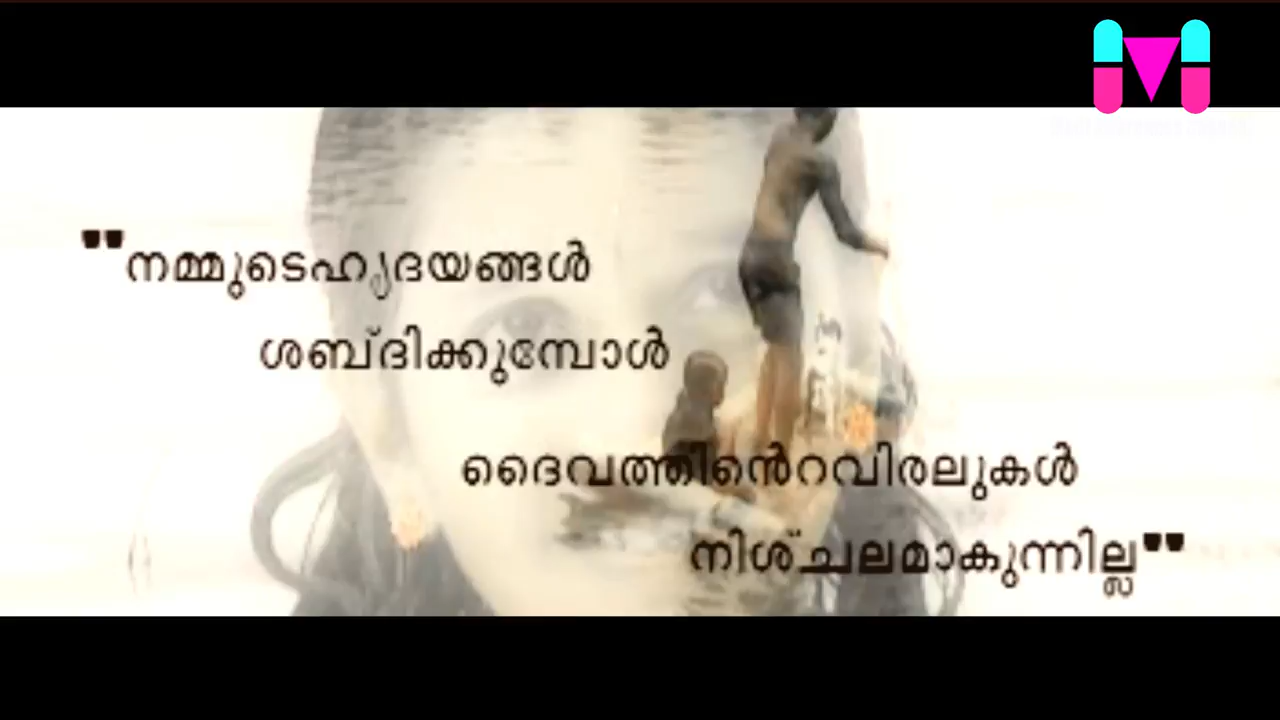 "നമ്മുടെഹൃദയങ്ങൾ
ശബ്ദിക്കുമ്പോൾ
ദൈവത്തിൻെറവിരലുകൾ
നിശ്ചലമാകുന്നില്ല"